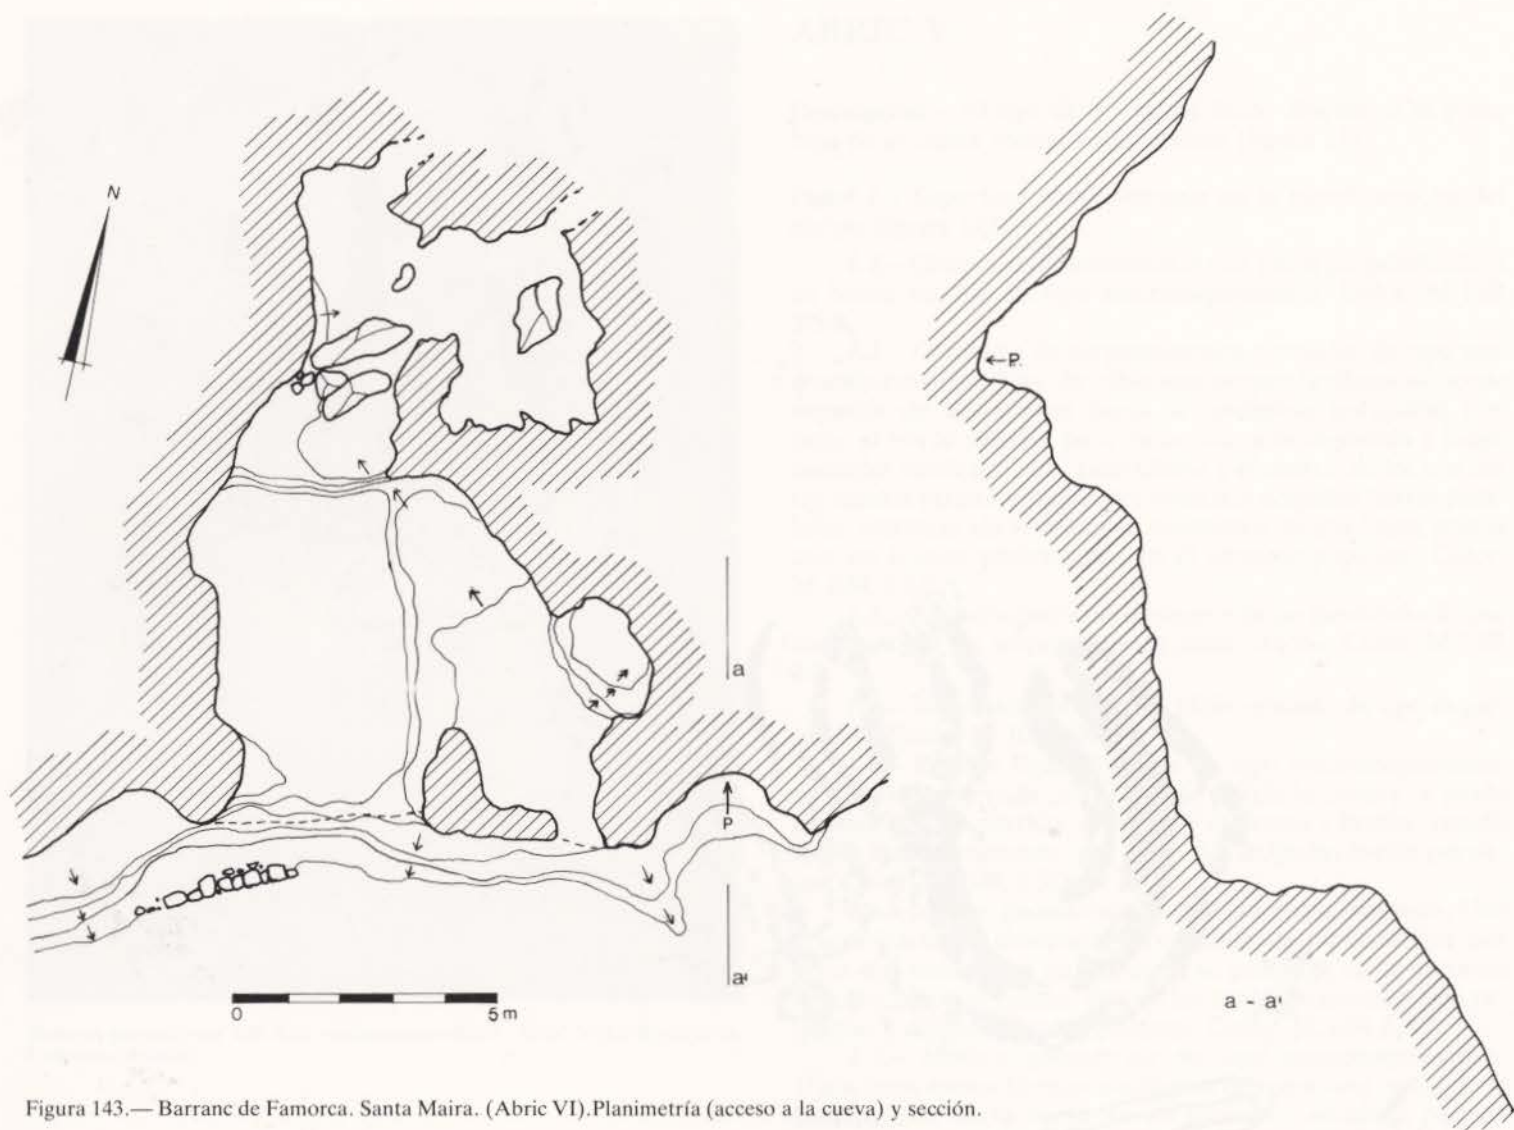 N
P
a
a'
0 5 m
P.
a - a'
Figura 143.— Barranc de Famorca. Santa Maira. (Abric VI).Planimetría (acceso a la cueva) y sección.